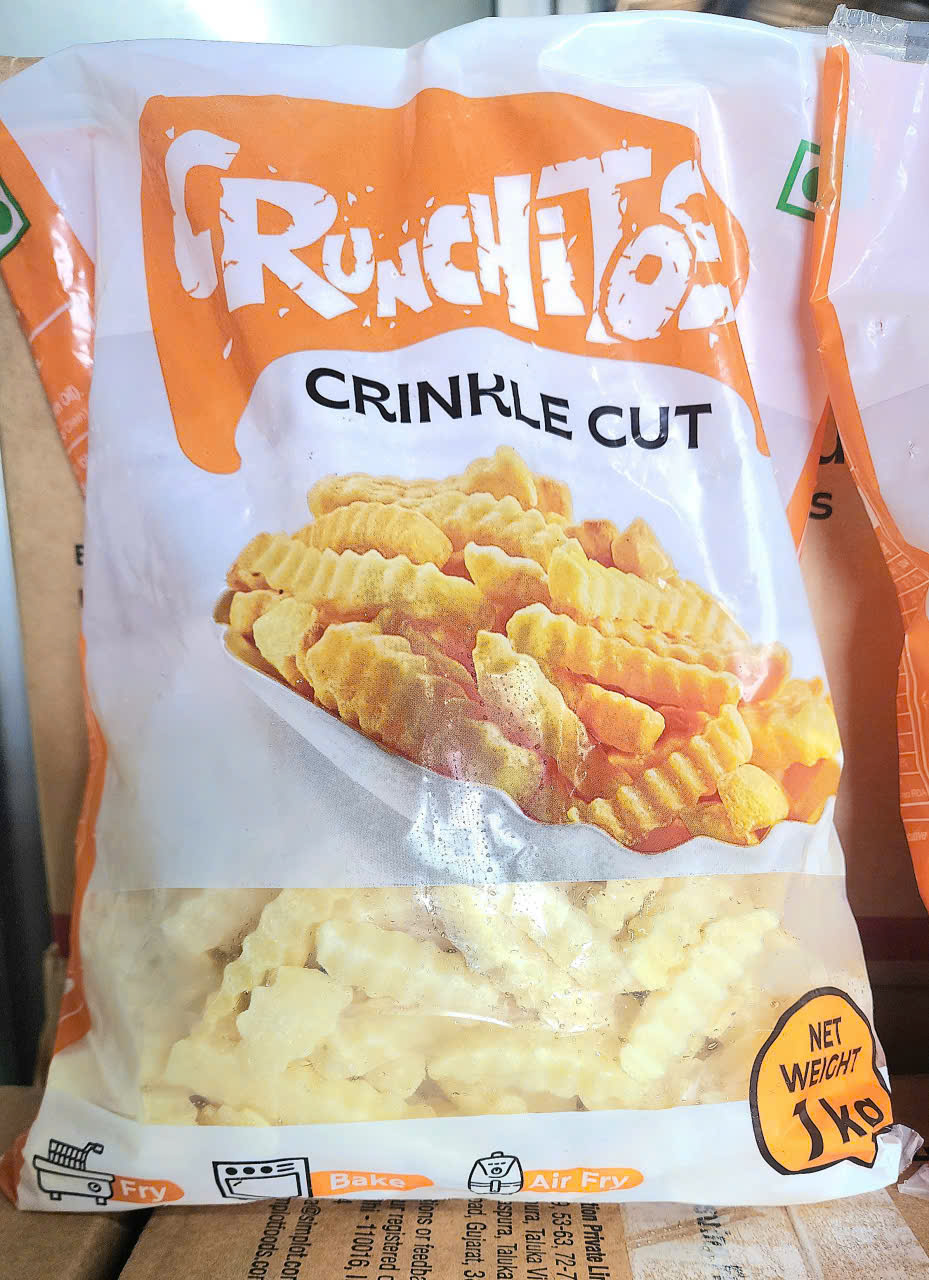 CRUNCHITOS
CRINKLE CUT
NET
WEIGHT
1 kg
Fry
Bake
Air Fry